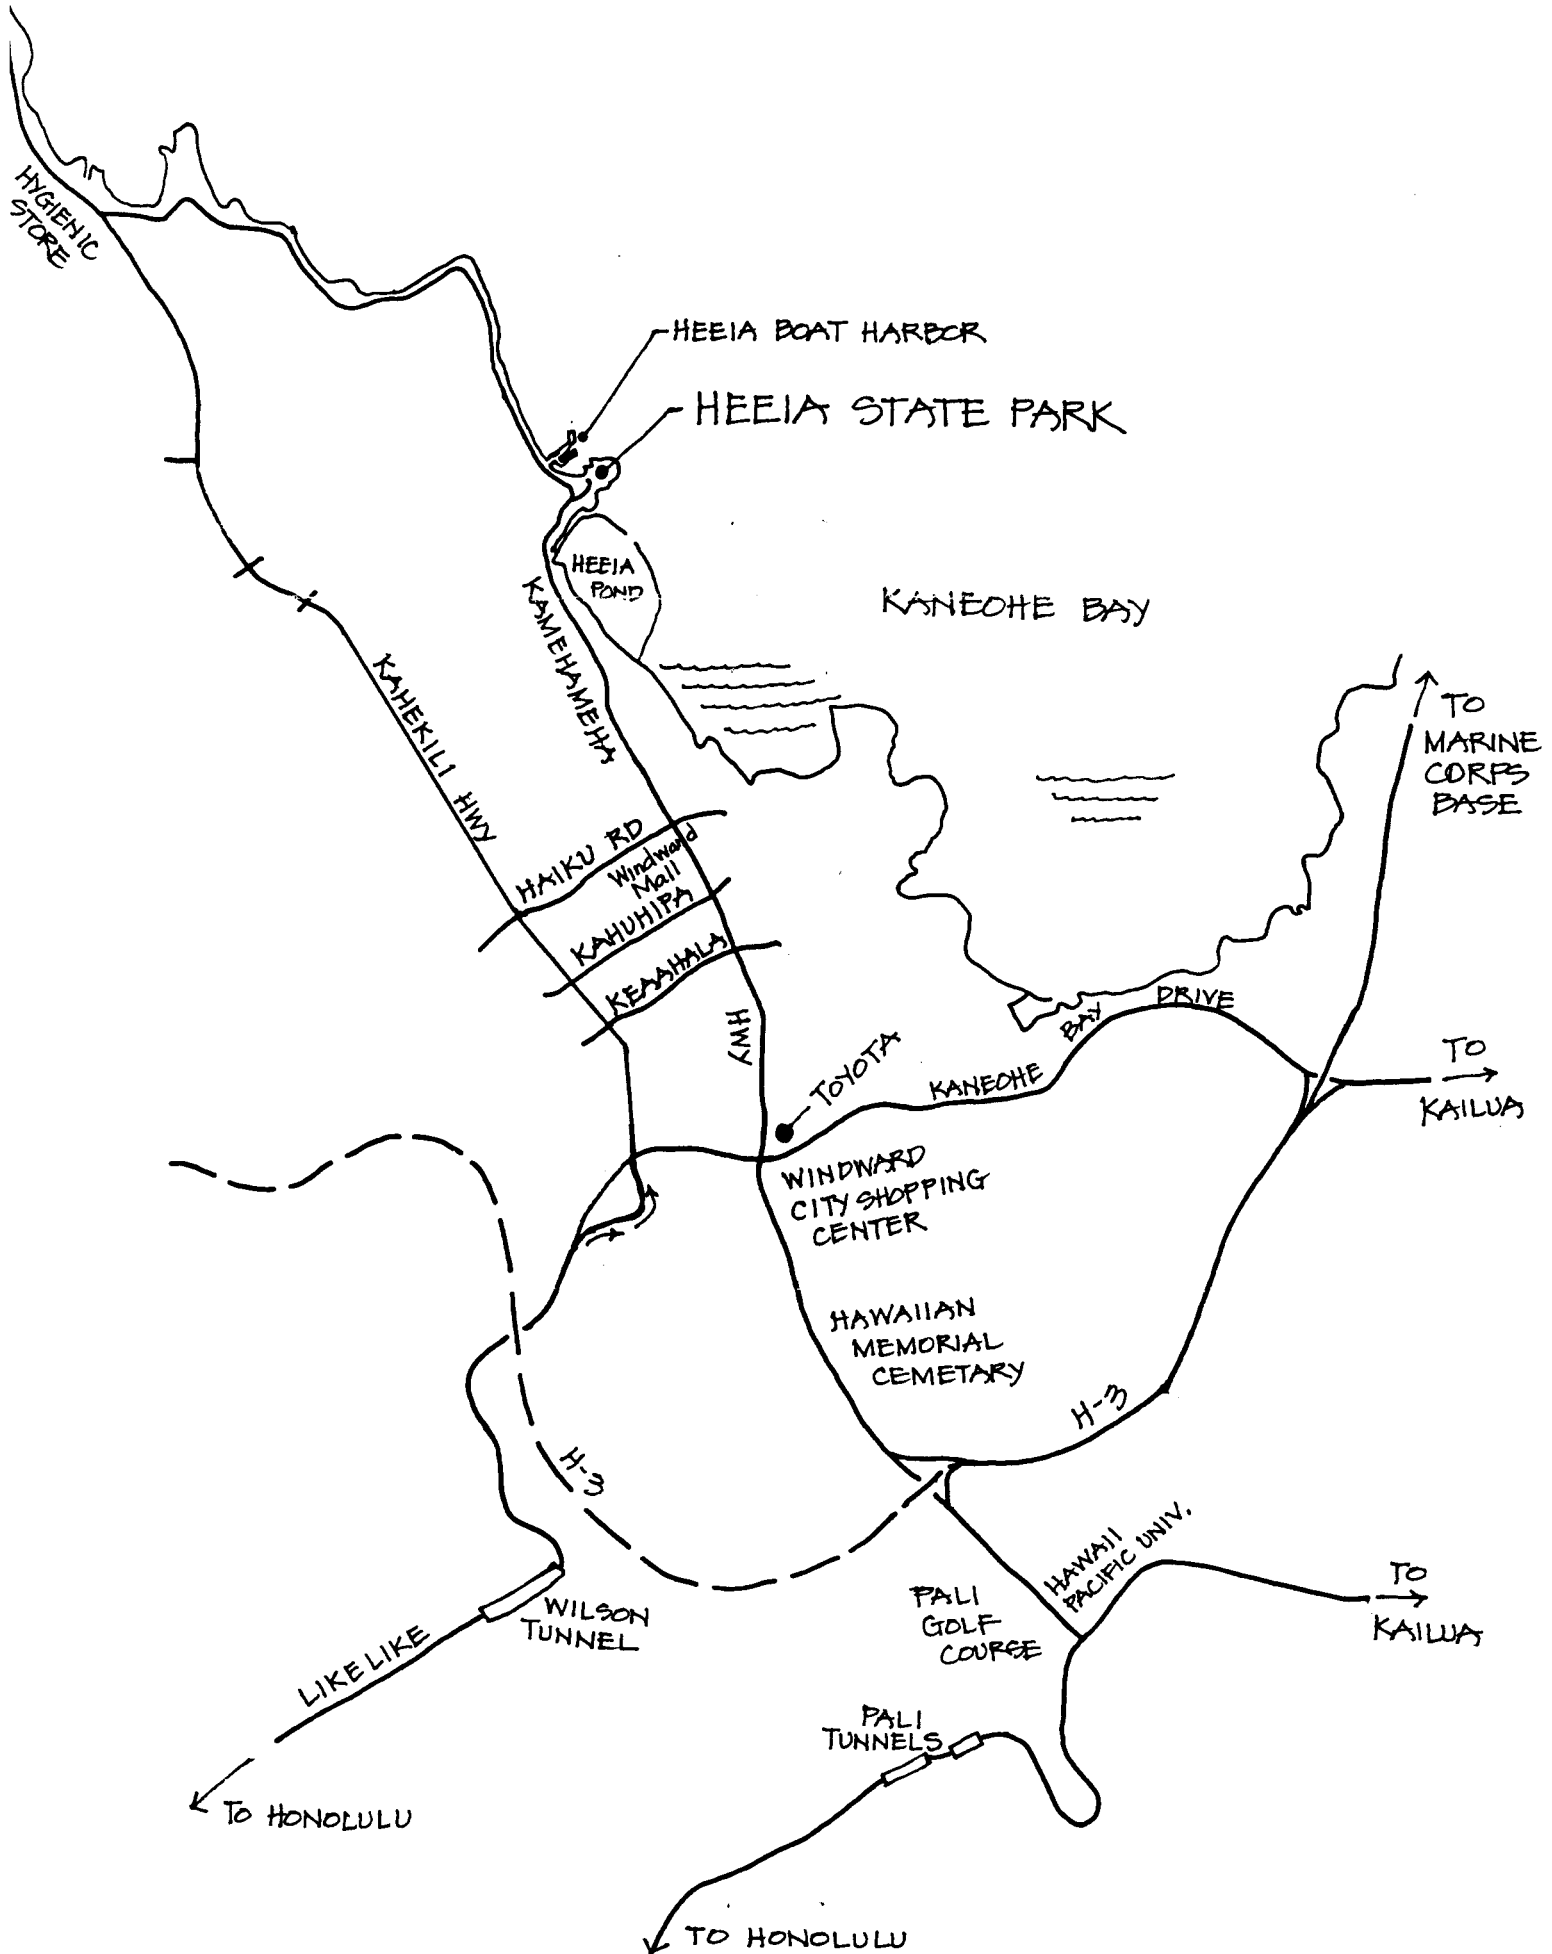 HYGIENIC
STORE
HEEIA BOAT HARBOR
HEEIA STATE PARK
HEEIA
POND
KANEOHE BAY
KAMEHAMEHA
KAHEKILI HWY
TO
MARINE
CORPS
BASE
HAIKU RD
Windward
Mall
KAHUHIPA
KEAAHALA
HWY
TOYOTA
KANEOHE
BAY
DRIVE
TO
KAILUA
WINDWARD
CITY SHOPPING
CENTER
HAWAIIAN
MEMORIAL
CEMETARY
H-3
H-3
HAWAII
PACIFIC UNIV.
PALI
GOLF
COURSE
TO
KAILUA
WILSON
TUNNEL
LIKELIKE
PALI
TUNNELS
TO HONOLULU
TO HONOLULU